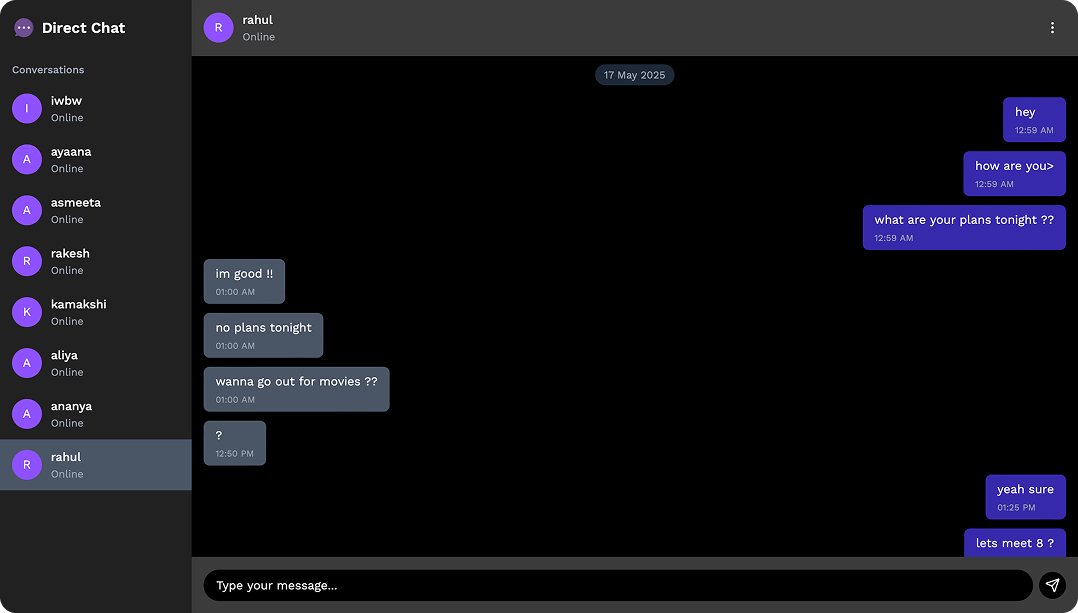 Direct Chat
Conversations
I
iwbw
Online
A
ayaana
Online
A
asmeeta
Online
R
rakesh
Online
K
kamakshi
Online
A
aliya
Online
A
ananya
Online
R
rahul
Online
R
rahul
Online
17 May 2025
hey
12:59 AM
how are you>
12:59 AM
what are your plans tonight ??
12:59 AM
im good !!
01:00 AM
no plans tonight
01:00 AM
wanna go out for movies ??
01:00 AM
?
12:50 PM
yeah sure
01:25 PM
lets meet 8 ?
Type your message...